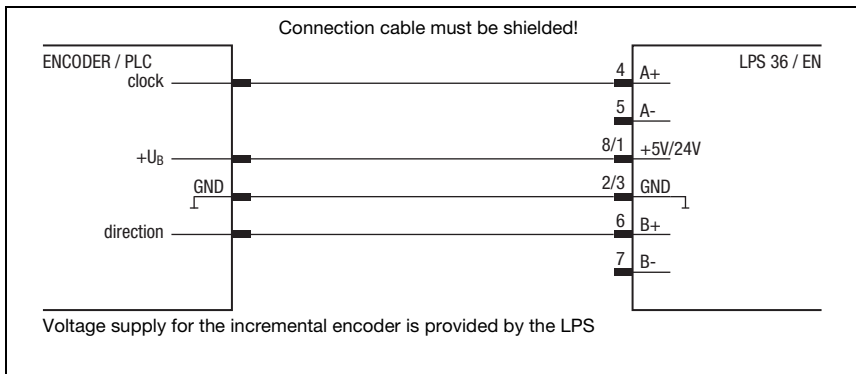 Connection cable must be shielded!
ENCODER / PLC
LPS 36 / EN
clock
4 A+
5 A-
+UB
8/1 +5V/24V
GND
2/3 GND
direction
6 B+
7 B-
Voltage supply for the incremental encoder is provided by the LPS